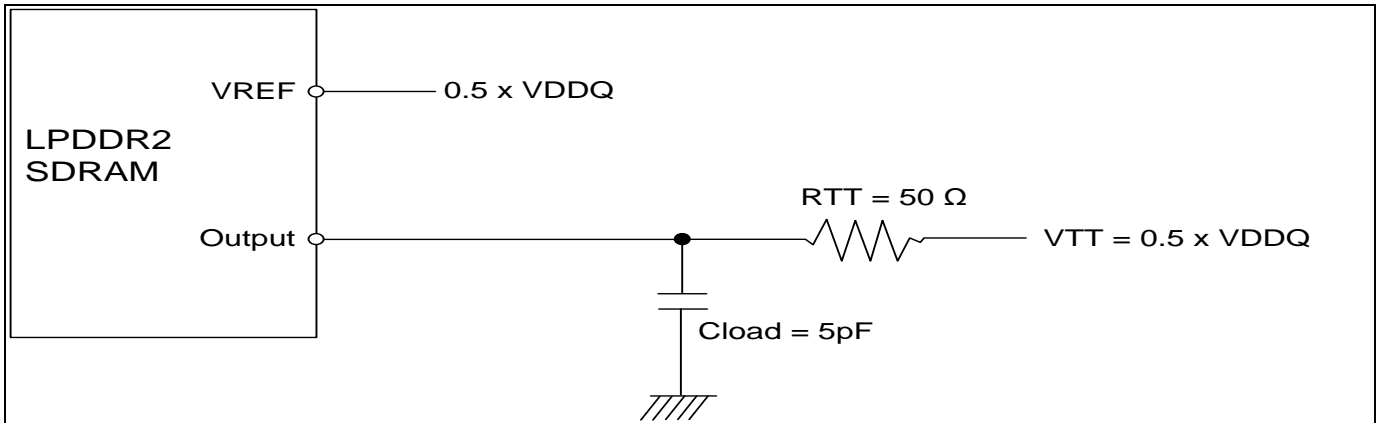 VREF
0.5 x VDDQ
LPDDR2
SDRAM
RTT = 50 Ω
Output
VTT = 0.5 x VDDQ
Cload = 5pF